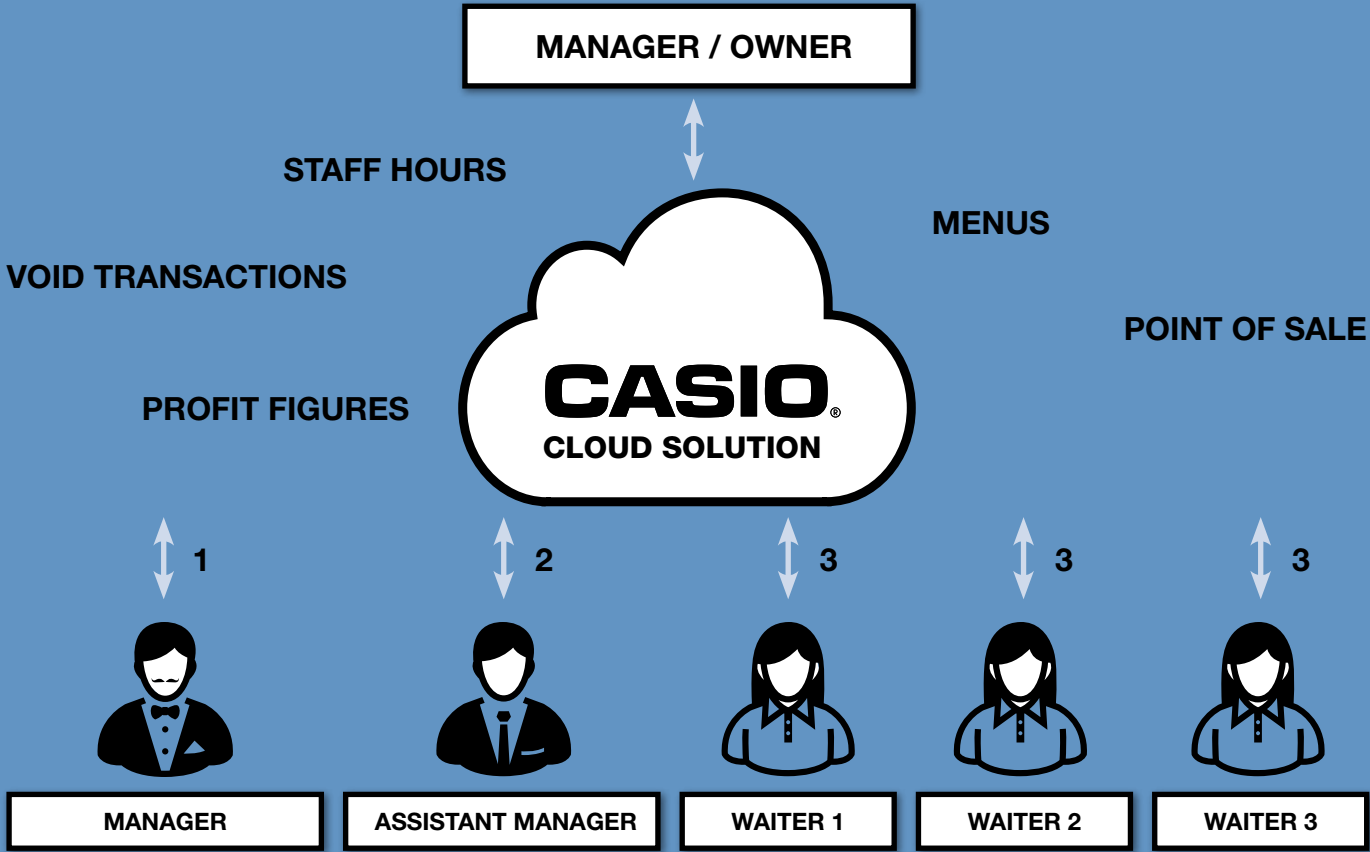 MANAGER / OWNER
STAFF HOURS
MENUS
VOID TRANSACTIONS
POINT OF SALE
PROFIT FIGURES
CASIO®
CLOUD SOLUTION
1
2
3
3
3
MANAGER
ASSISTANT MANAGER
WAITER 1
WAITER 2
WAITER 3